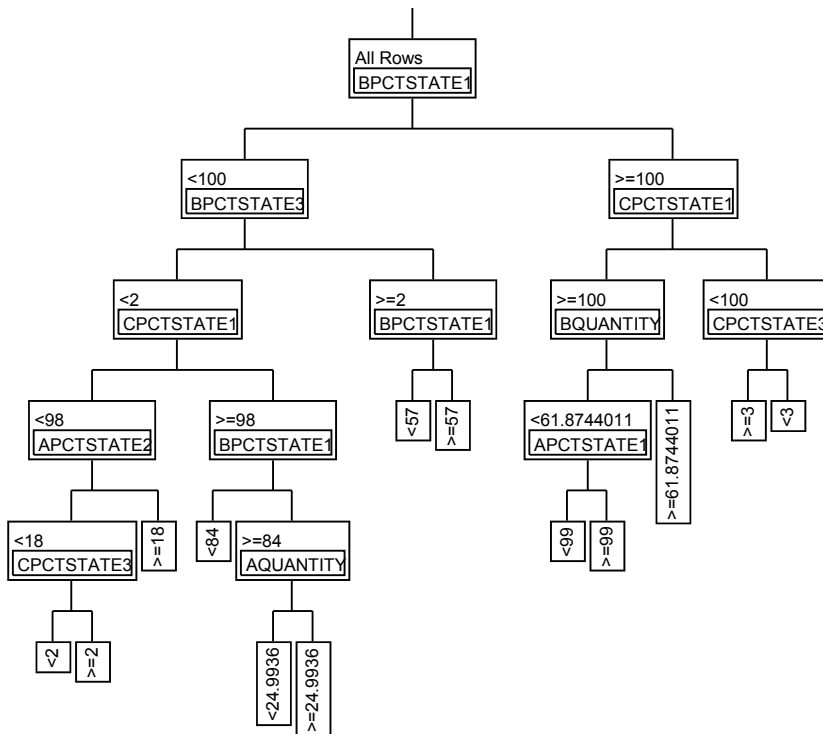 All Rows
BPCTSTATE1
<100
BPCTSTATE3
>=100
CPCTSTATE1
<2
CPCTSTATE1
>=2
BPCTSTATE1
>=100
BQUANTITY
<100
CPCTSTATE3
<98
APCTSTATE2
>=98
BPCTSTATE1
<57
>=57
<61.8744011
APCTSTATE1
>=61.8744011
>=3
<3
<18
CPCTSTATE3
>=18
<84
>=84
AQUANTITY
<99
>=99
<2
>=2
<24.9936
>=24.9936